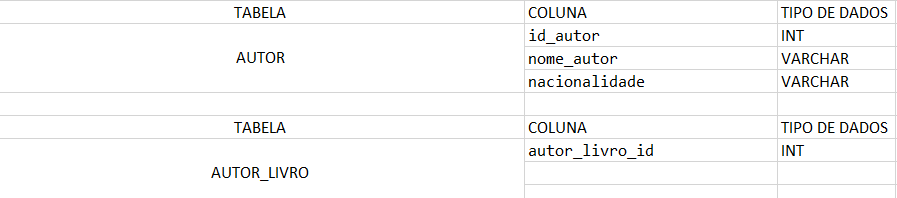 TABELA COLUNA TIPO DE DADOS
AUTOR
id_autor INT
nome_autor VARCHAR
nacionalidade VARCHAR
TABELA COLUNA TIPO DE DADOS
AUTOR_LIVRO
autor_livro_id INT